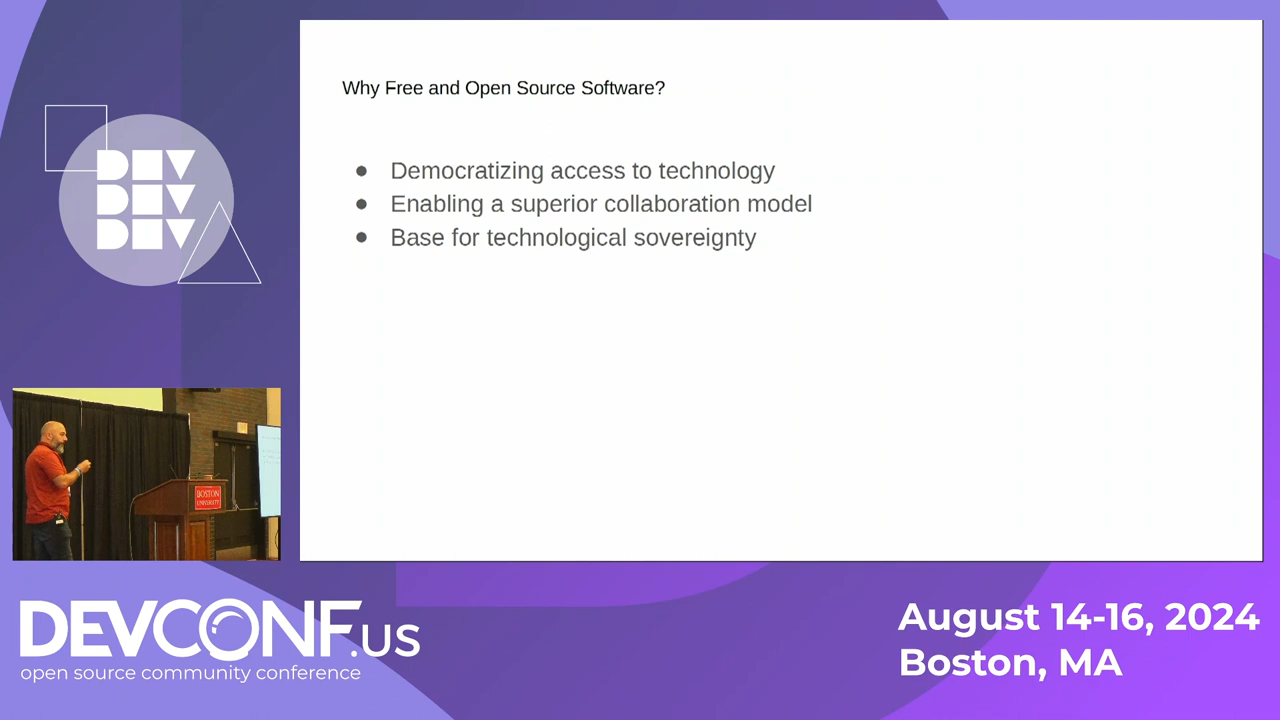 Why Free and Open Source Software?
● Democratizing access to technology
● Enabling a superior collaboration model
● Base for technological sovereignty
DEV
DEV
DEV
BOSTON
UNIVERSITY
DEVCONF.US
open source community conference
August 14-16, 2024
Boston, MA